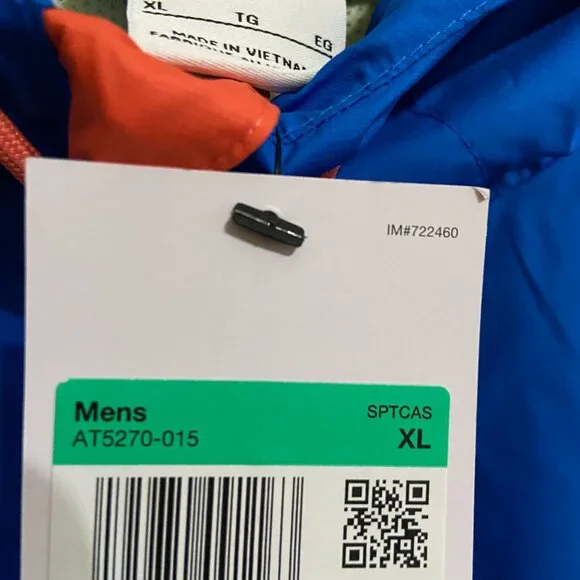 XL
TG
EG
MADE IN VIETNAM
IM#722460
Mens
SPTCAS
AT5270-015
XL